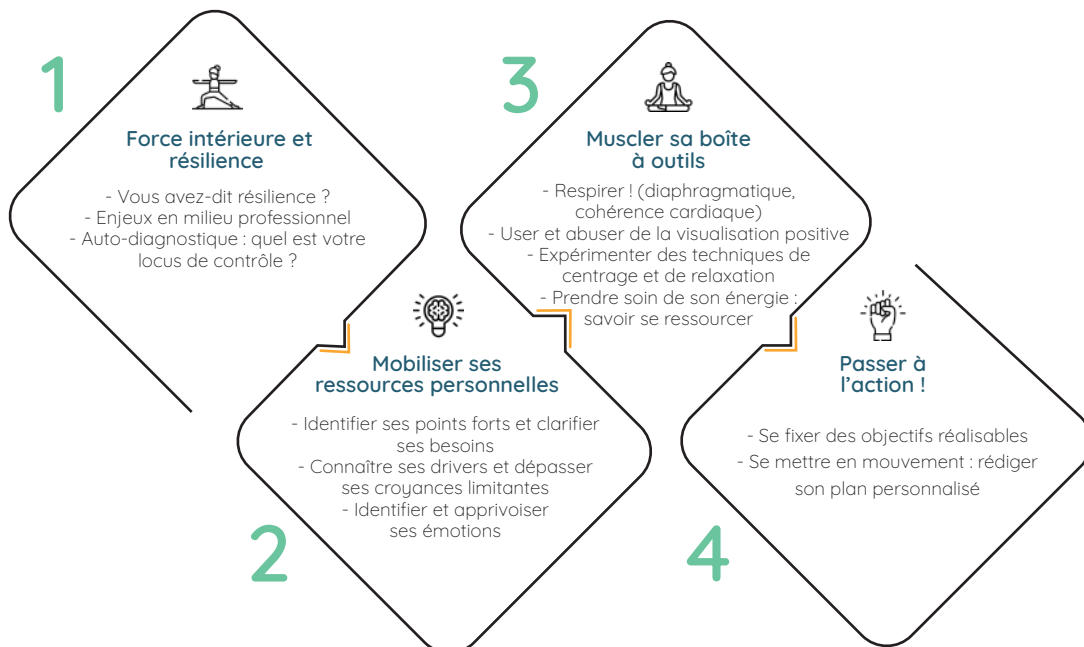 1
Force intérieure et
résilience
- Vous avez-dit résilience ?
- Enjeux en milieu professionnel
- Auto-diagnostique : quel est votre
locus de contrôle ?
2
Mobiliser ses
ressources personnelles
- Identifier ses points forts et clarifier
ses besoins
- Connaître ses drivers et dépasser
ses croyances limitantes
- Identifier et apprivoiser
ses émotions
3
Muscler sa boîte
à outils
- Respirer ! (diaphragmatique,
cohérence cardiaque)
- User et abuser de la visualisation positive
- Expérimenter des techniques de
centrage et de relaxation
- Prendre soin de son énergie :
savoir se ressourcer
4
Passer à
l’action !
- Se fixer des objectifs réalisables
- Se mettre en mouvement : rédiger
son plan personnalisé